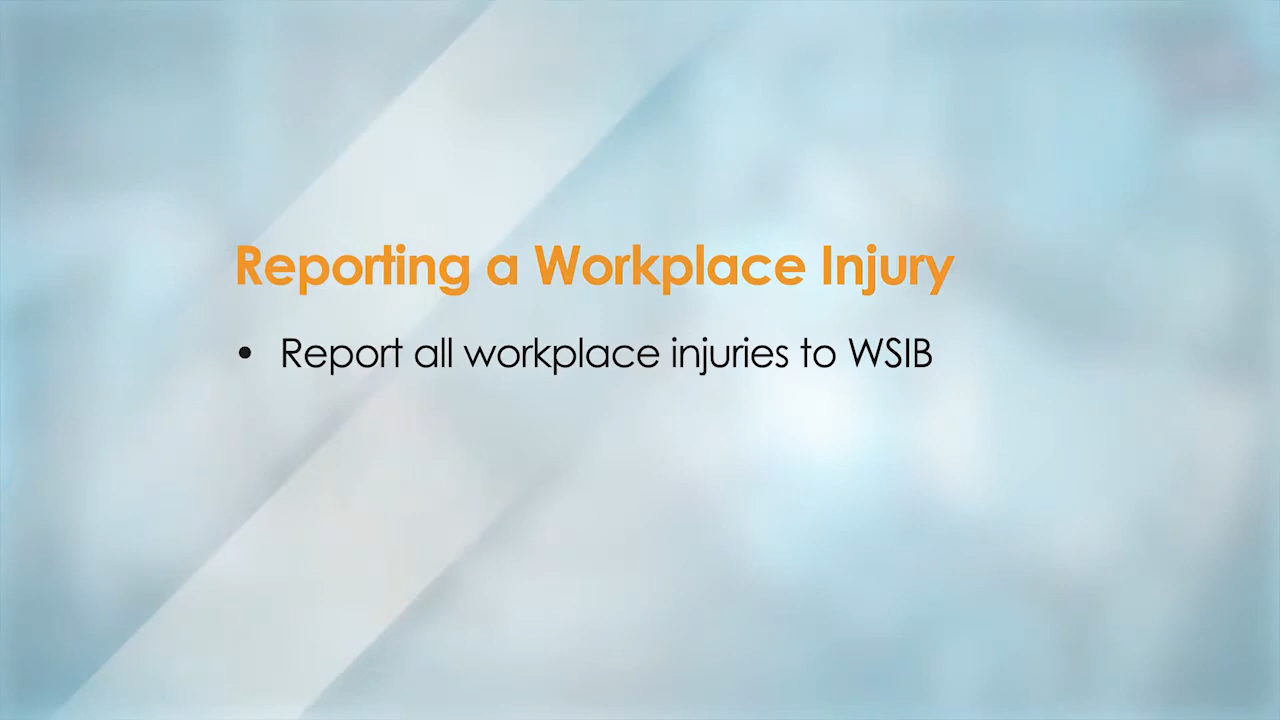 Reporting a Workplace Injury
• Report all workplace injuries to WSIB